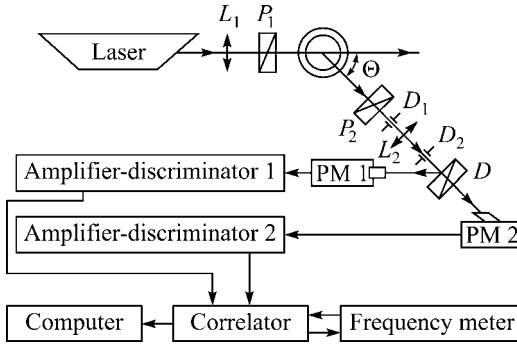 L1
P1
Laser
Θ
D1
P2
D2
L2
D
Amplifier-discriminator 1
PM 1
Amplifier-discriminator 2
PM 2
Computer
Correlator
Frequency meter